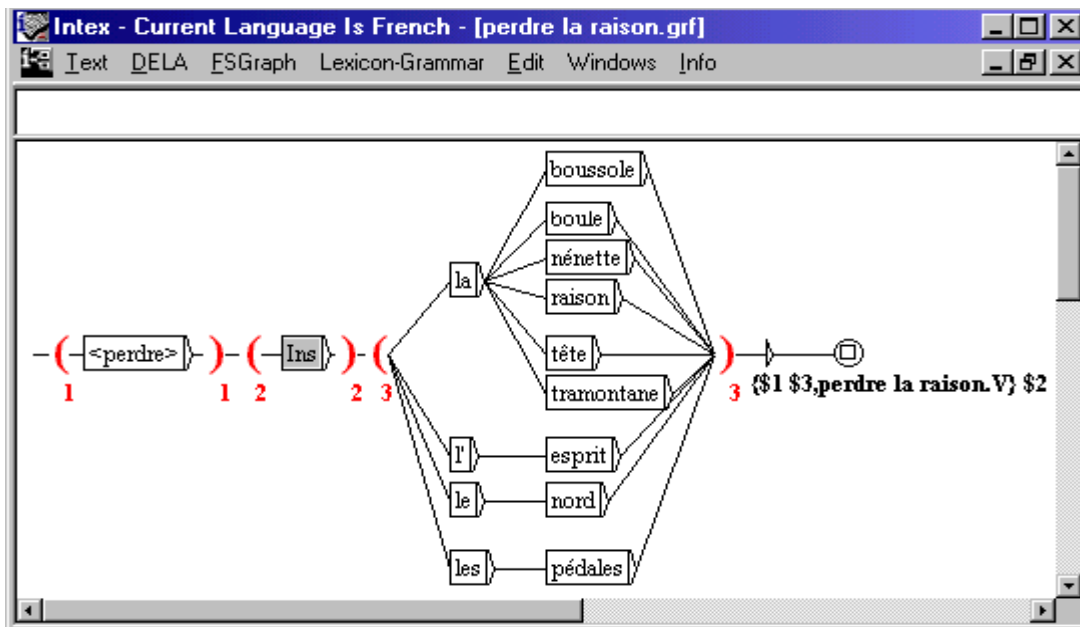 Intex - Current Language Is French - [perdre la raison.grf]
Text DELA FSGraph Lexicon-Grammar Edit Windows Info
boussole
boule
nénette
la
raison
<perdre> Ins
tête
tramontane
1 1 2 2 3 3 {$1 $3,perdre la raison.V} $2
l' esprit
le nord
les pédales